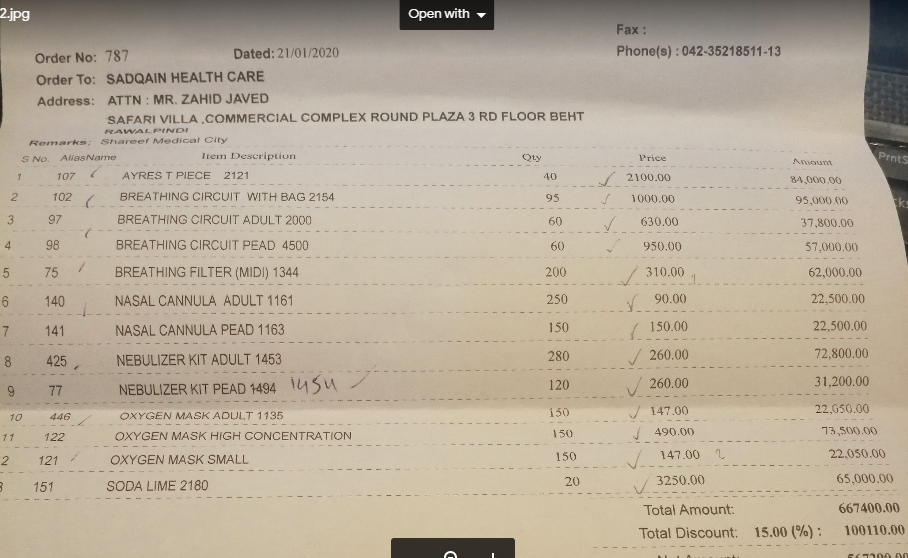 2.jpg
Open with
Fax :
Order No: 787 Dated: 21/01/2020 Phone(s) : 042-35218511-13
Order To: SADQAIN HEALTH CARE
Address: ATTN : MR. ZAHID JAVED
SAFARI VILLA ,COMMERCIAL COMPLEX ROUND PLAZA 3 RD FLOOR BEHT
RAWALPINDI
Remarks: Shareef Medical City
S No. AliasName Item Description Qty Price Amount
1 107 AYRES T PIECE 2121 40 2100.00 84,000.00
2 102 BREATHING CIRCUIT WITH BAG 2154 95 1000.00 95,000.00
3 97 BREATHING CIRCUIT ADULT 2000 60 630.00 37,800.00
4 98 BREATHING CIRCUIT PEAD 4500 60 950.00 57,000.00
5 75 BREATHING FILTER (MIDI) 1344 200 310.00 62,000.00
6 140 NASAL CANNULA ADULT 1161 250 90.00 22,500.00
7 141 NASAL CANNULA PEAD 1163 150 150.00 22,500.00
8 425 NEBULIZER KIT ADULT 1453 280 260.00 72,800.00
9 77 NEBULIZER KIT PEAD 1494 1454 120 260.00 31,200.00
10 446 OXYGEN MASK ADULT 1135 150 147.00 22,050.00
11 122 OXYGEN MASK HIGH CONCENTRATION 150 490.00 73,500.00
2 121 OXYGEN MASK SMALL 150 147.00 22,050.00
3 151 SODA LIME 2180 20 3250.00 65,000.00
Total Amount: 667400.00
Total Discount: 15.00 (%) : 100110.00